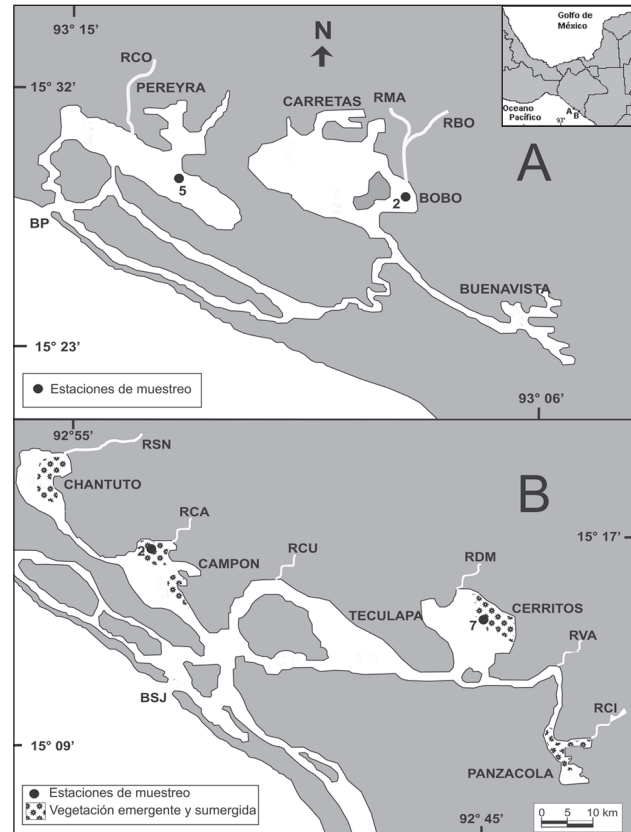 93° 15'
N
Golfo de
México
Oceano
Pacífico
A
B
93°
RCO
15° 32'
PEREYRA
CARRETAS
RMA
RBO
A
5
2
BOBO
BP
BUENAVISTA
15° 23'
Estaciones de muestreo
93° 06'
92° 55'
RSN
CHANTUTO
B
RCA
2
15° 17'
CAMPON
RCU
RDM
TECULAPA
CERRITOS
7
RVA
BSJ
RCI
15° 09'
PANZACOLA
Estaciones de muestreo
Vegetación emergente y sumergida
92° 45'
0 5 10 km